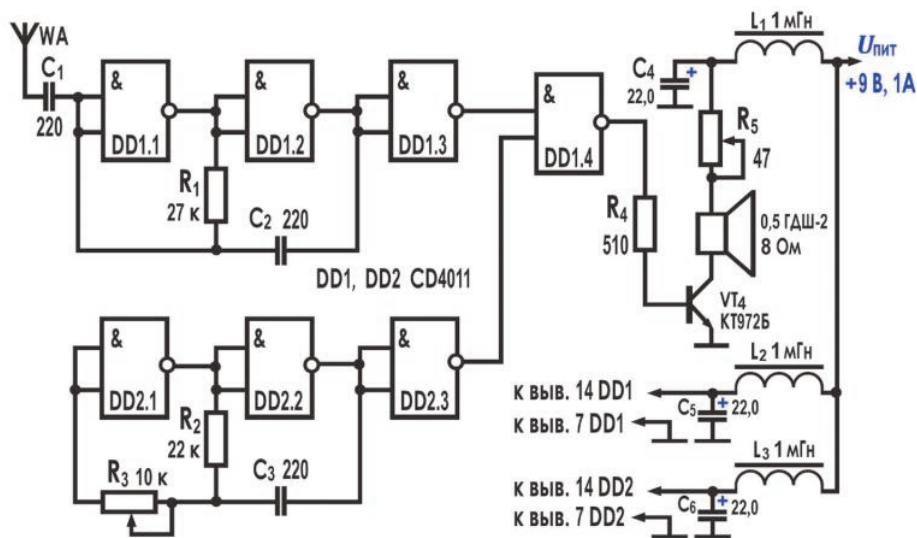 WA
C₁
220
&
DD1.1
&
DD1.2
&
DD1.3
&
DD1.4
R₁
27 к
C₂ 220
DD1, DD2 CD4011
R₄
510
C₄
+
22,0
L₁ 1 мГн
Uпит
+9 В, 1А
R₅
47
0,5 ГДШ-2
8 Ом
VT₄
КТ972Б
&
DD2.1
&
DD2.2
&
DD2.3
R₂
22 к
R₃ 10 к
C₃ 220
L₂ 1 мГн
к выв. 14 DD1
к выв. 7 DD1
C₅
+
22,0
L₃ 1 мГн
к выв. 14 DD2
к выв. 7 DD2
C₆
+
22,0